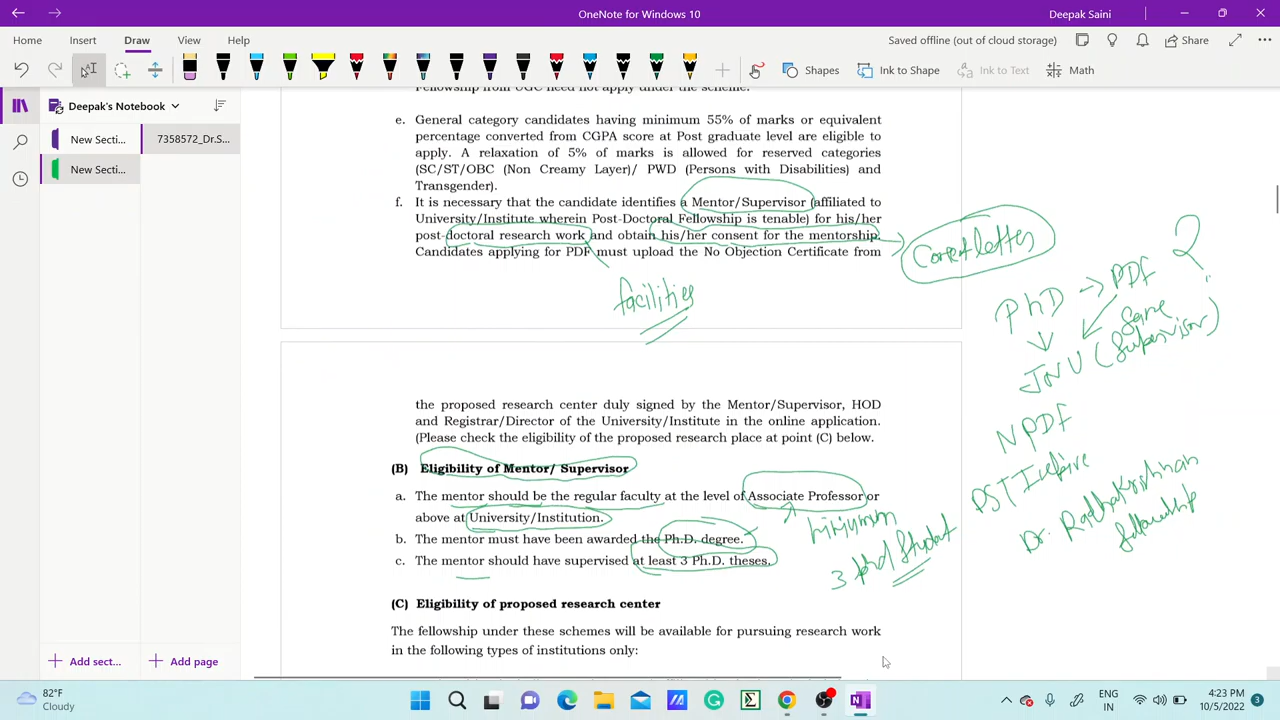 OneNote for Windows 10
Deepak Saini
Home
Insert
Draw
View
Help
Saved offline (out of cloud storage)
Share
Shapes
Ink to Shape
Ink to Text
Math
Deepak's Notebook
New Secti...
7358572_Dr.S...
New Secti...
Fellowship from UGC need not apply under the scheme.
e. General category candidates having minimum 55% of marks or equivalent
percentage converted from CGPA score at Post graduate level are eligible to
apply. A relaxation of 5% of marks is allowed for reserved categories
(SC/ST/OBC (Non Creamy Layer)/ PWD (Persons with Disabilities) and
Transgender).
f. It is necessary that the candidate identifies a Mentor/Supervisor (affiliated to
University/Institute wherein Post-Doctoral Fellowship is tenable) for his/her
post-doctoral research work and obtain his/her consent for the mentorship.
Candidates applying for PDF must upload the No Objection Certificate from
letter
facilities
PhD → PDF ?
JNU (Same
Supervisor)
the proposed research center duly signed by the Mentor/Supervisor, HOD
and Registrar/Director of the University/Institute in the online application.
(Please check the eligibility of the proposed research place at point (C) below.
NPDF
DST
Dr. Radhakrishnan
fellowship
(B) Eligibility of Mentor/ Supervisor
a. The mentor should be the regular faculty at the level of Associate Professor or
above at University/Institution.
b. The mentor must have been awarded the Ph.D. degree.
c. The mentor should have supervised at least 3 Ph.D. theses.
minimum
3 phd student
(C) Eligibility of proposed research center
The fellowship under these schemes will be available for pursuing research work
in the following types of institutions only:
Add sect...
Add page
82°F
Cloudy
ENG
IN
4:23 PM
10/5/2022
3